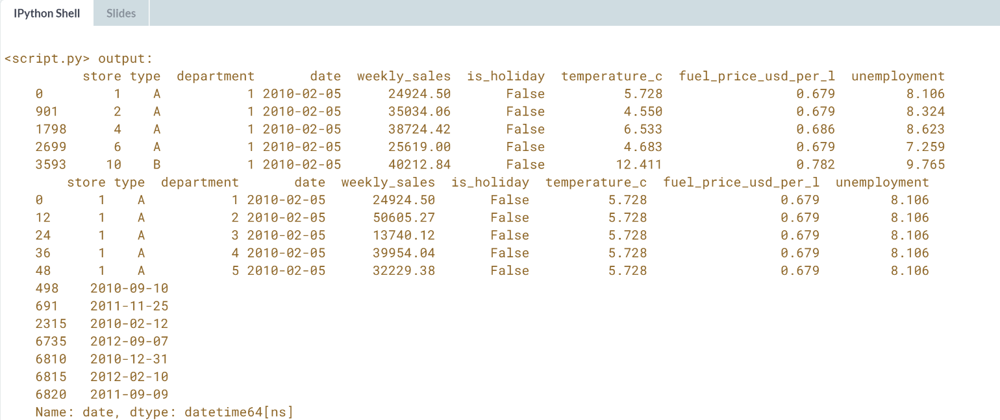 IPython Shell Slides
<script.py> output:
store type department date weekly_sales is_holiday temperature_c fuel_price_usd_per_l unemployment
0 1 A 1 2010-02-05 24924.50 False 5.728 0.679 8.106
901 2 A 1 2010-02-05 35034.06 False 4.550 0.679 8.324
1798 4 A 1 2010-02-05 38724.42 False 6.533 0.686 8.623
2699 6 A 1 2010-02-05 25619.00 False 4.683 0.679 7.259
3593 10 B 1 2010-02-05 40212.84 False 12.411 0.782 9.765
store type department date weekly_sales is_holiday temperature_c fuel_price_usd_per_l unemployment
0 1 A 1 2010-02-05 24924.50 False 5.728 0.679 8.106
12 1 A 2 2010-02-05 50605.27 False 5.728 0.679 8.106
24 1 A 3 2010-02-05 13740.12 False 5.728 0.679 8.106
36 1 A 4 2010-02-05 39954.04 False 5.728 0.679 8.106
48 1 A 5 2010-02-05 32229.38 False 5.728 0.679 8.106
498 2010-09-10
691 2011-11-25
2315 2010-02-12
6735 2012-09-07
6810 2010-12-31
6815 2012-02-10
6820 2011-09-09
Name: date, dtype: datetime64[ns]